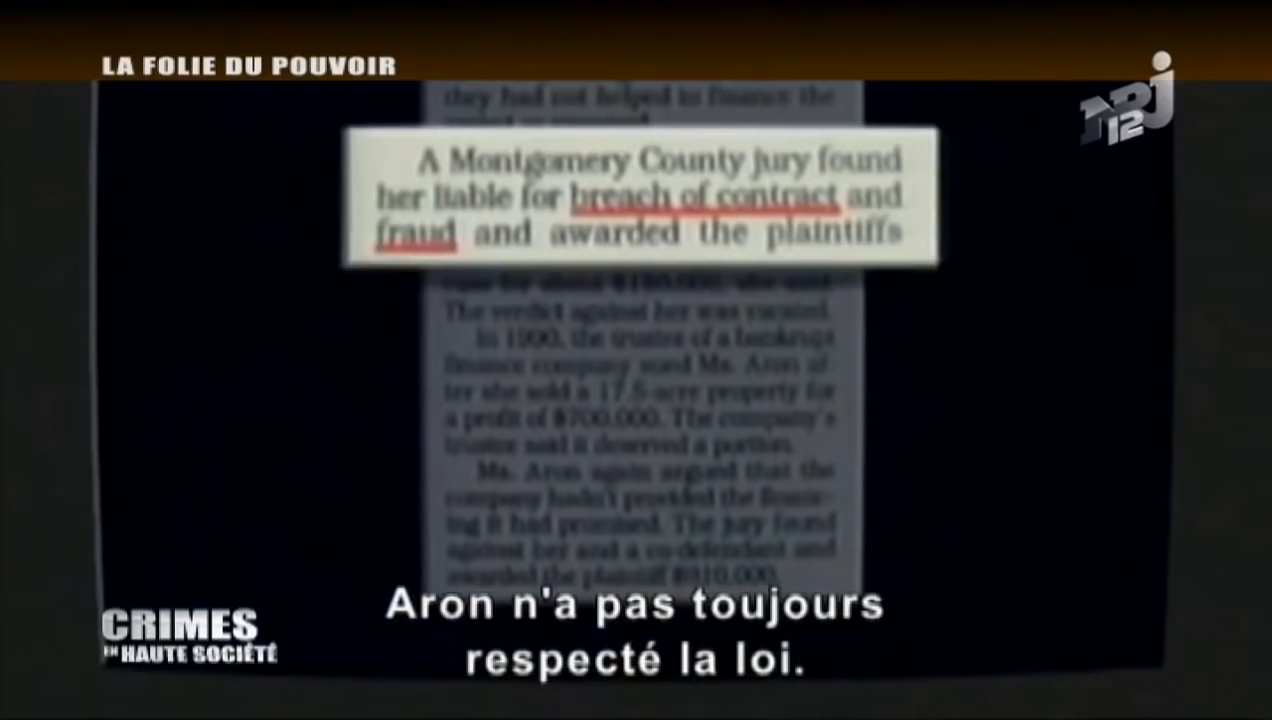 LA FOLIE DU POUVOIR
NRJ
12
they had not helped to finance the
A Montgomery County jury found
her liable for breach of contract and
fraud and awarded the plaintiffs
The verdict against her was vacated.
In 1990, the trustee of a bankrupt
finance company sued Ms. Aron af-
ter she sold a 17.5-acre property for
a profit of $700,000. The company's
trustee said it deserved a portion.
Ms. Aron again argued that the
company hadn't provided the financ-
ing it had promised. The jury found
against her and a co-defendant and
awarded the plaintiff $910,000.
Aron n'a pas toujours
respecté la loi.
CRIMES
EN HAUTE SOCIÉTÉ